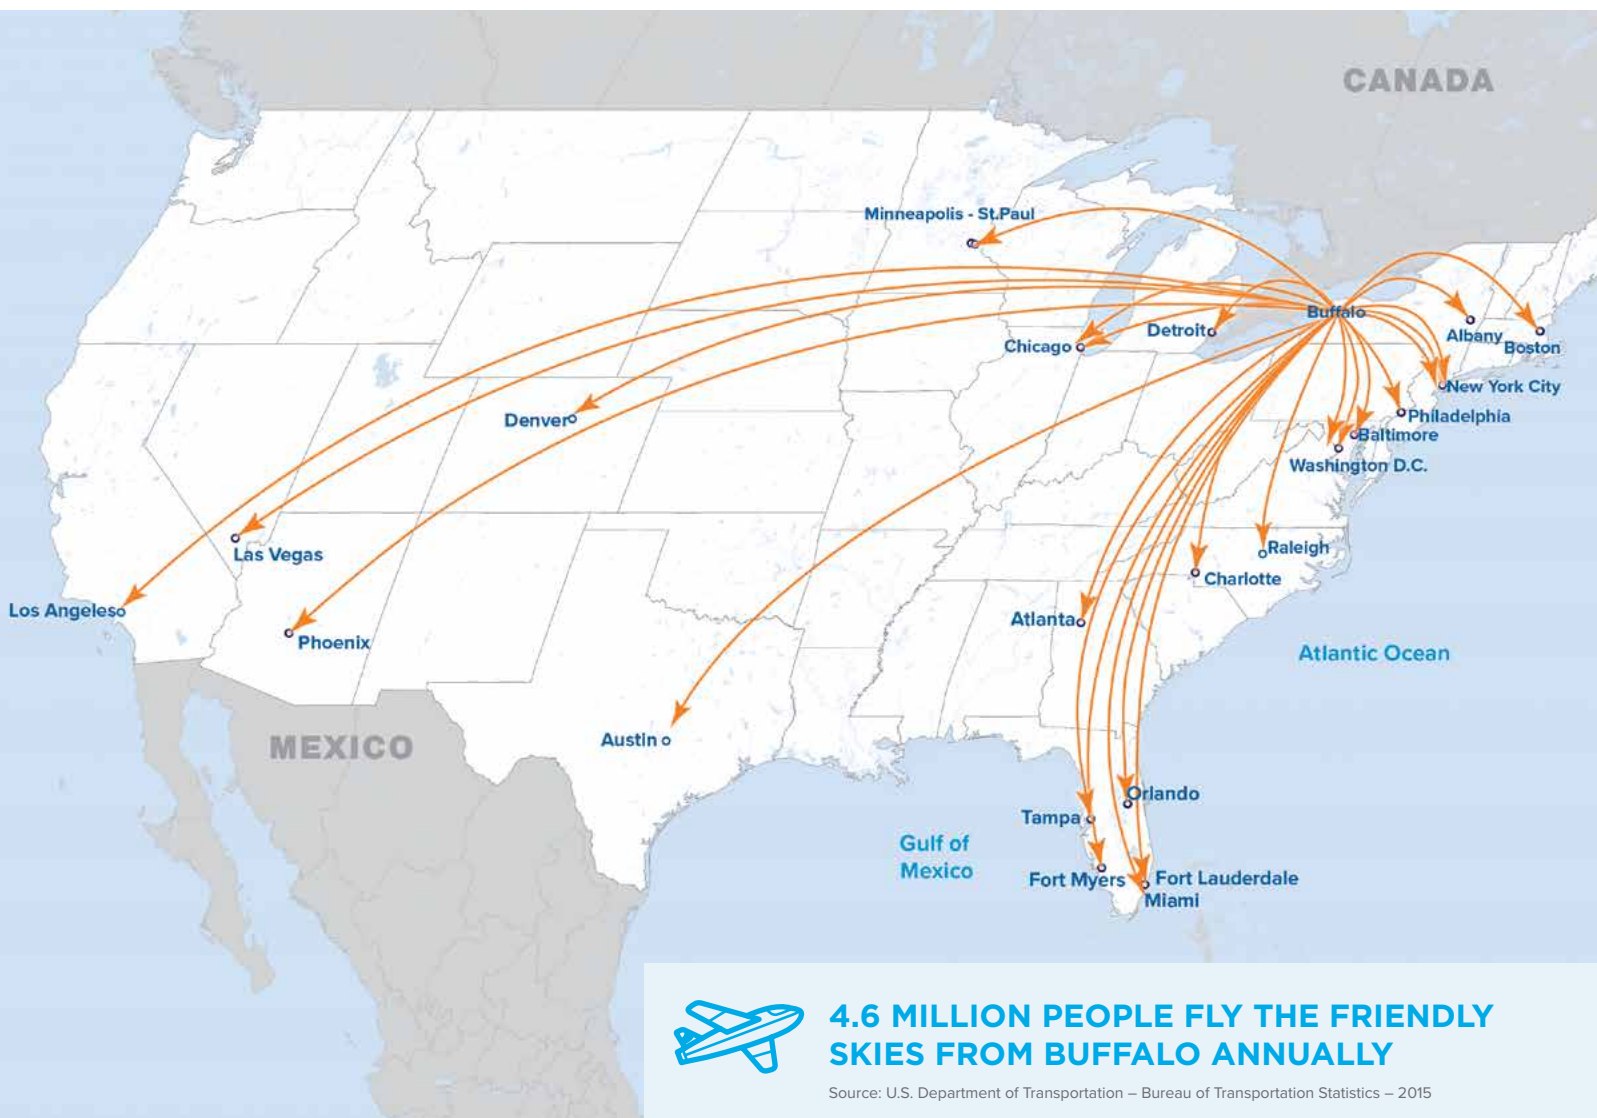 CANADA
Minneapolis - St.Paul
Buffalo
Detroit
Albany
Chicago
Boston
New York City
Denver
Philadelphia
Baltimore
Washington D.C.
Las Vegas
Raleigh
Charlotte
Los Angeles
Atlanta
Phoenix
Atlantic Ocean
Austin
MEXICO
Orlando
Tampa
Gulf of
Mexico
Fort Myers
Fort Lauderdale
Miami
4.6 MILLION PEOPLE FLY THE FRIENDLY
SKIES FROM BUFFALO ANNUALLY
Source: U.S. Department of Transportation – Bureau of Transportation Statistics – 2015